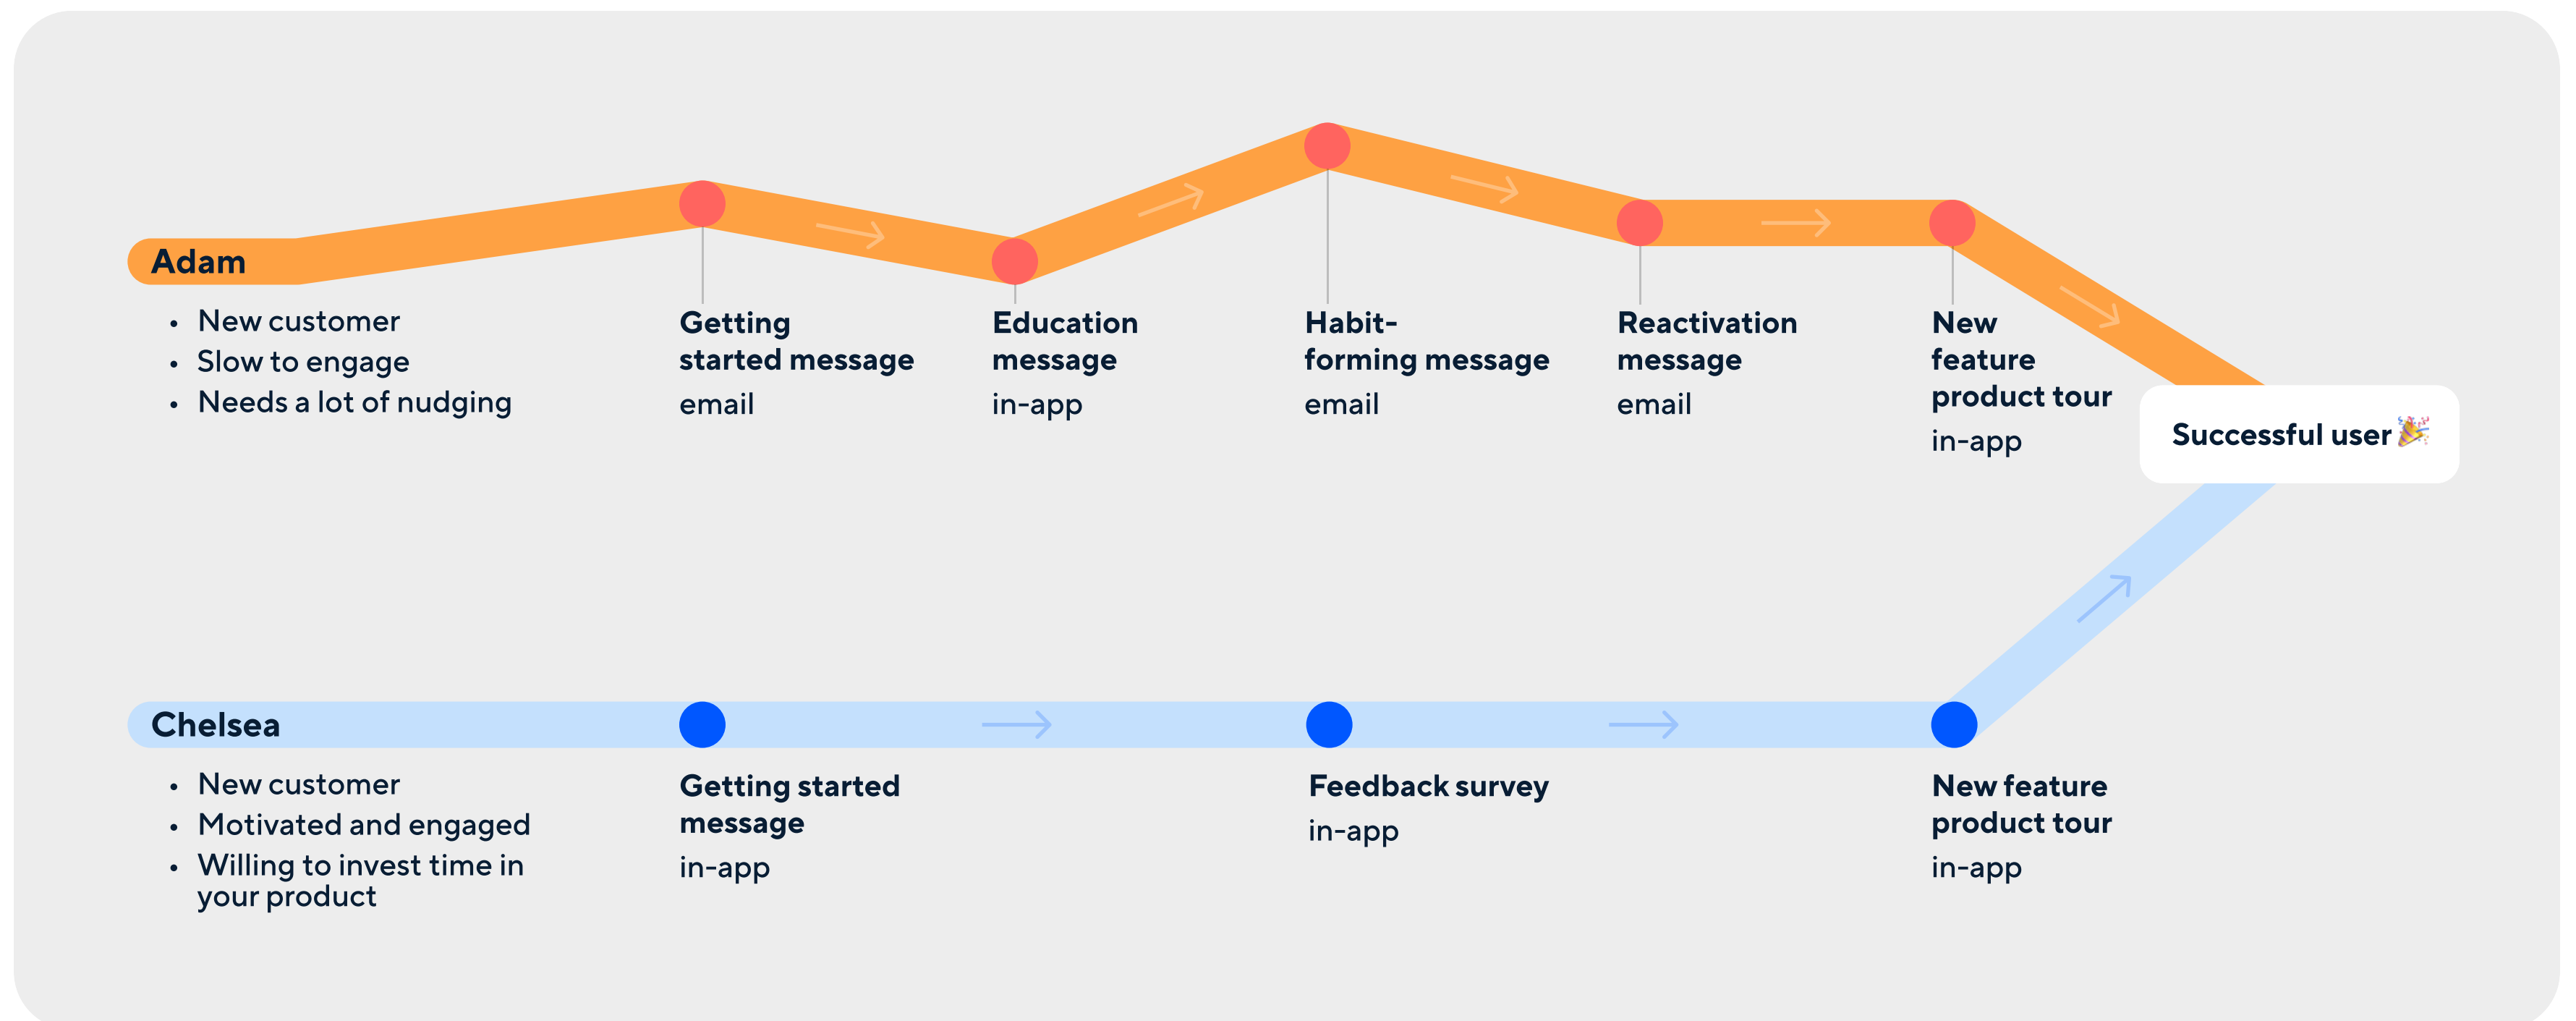 Adam
• New customer
• Slow to engage
• Needs a lot of nudging
Getting
started message
email
Education
message
in-app
Habit-
forming message
email
Reactivation
message
email
New
feature
product tour
in-app
Successful user🎉
Chelsea
• New customer
• Motivated and engaged
• Willing to invest time in
your product
Getting started
message
in-app
Feedback survey
in-app
New feature
product tour
in-app